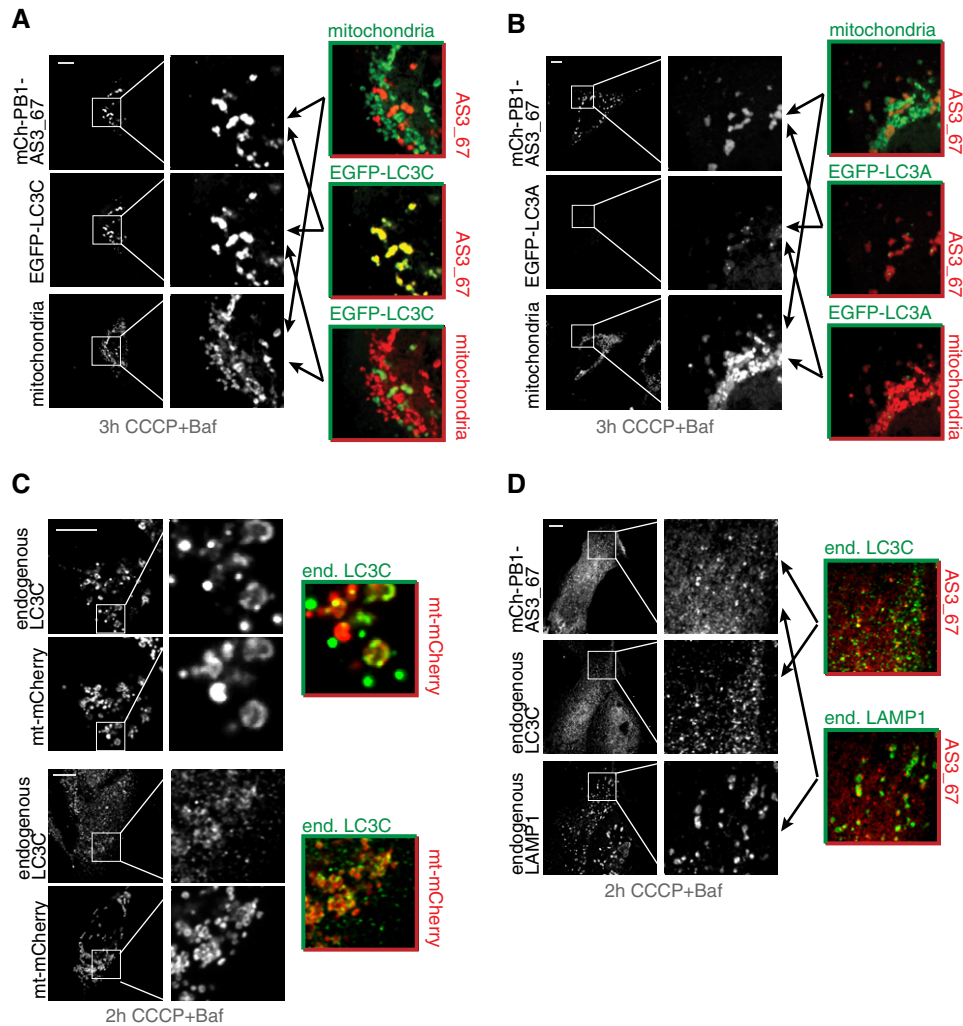 A
mCh-PB1-
AS3_67
EGFP-LC3C
miitochondria
3h CCCP+Baf
mitochondria
AS3_67
EGFP-LC3C
AS3_67
EGFP-LC3C
mitochondria
B
mCh-PB1-
AS3_67
EGFP-LC3A
mitochondria
3h CCCP+Baf
mitochondria
AS3_67
EGFP-LC3A
AS3_67
EGFP-LC3A
mitochondria
C
endogenous
LC3C
mt-mCherry
end. LC3C
mt-mCherry
endogenous
LC3C
mt-mCherry
end. LC3C
mt-mCherry
2h CCCP+Baf
D
mCh-PB1-
AS3_67
endogenous
LC3C
endogenous
LAMP1
2h CCCP+Baf
end. LC3C
AS3_67
end. LAMP1
AS3_67